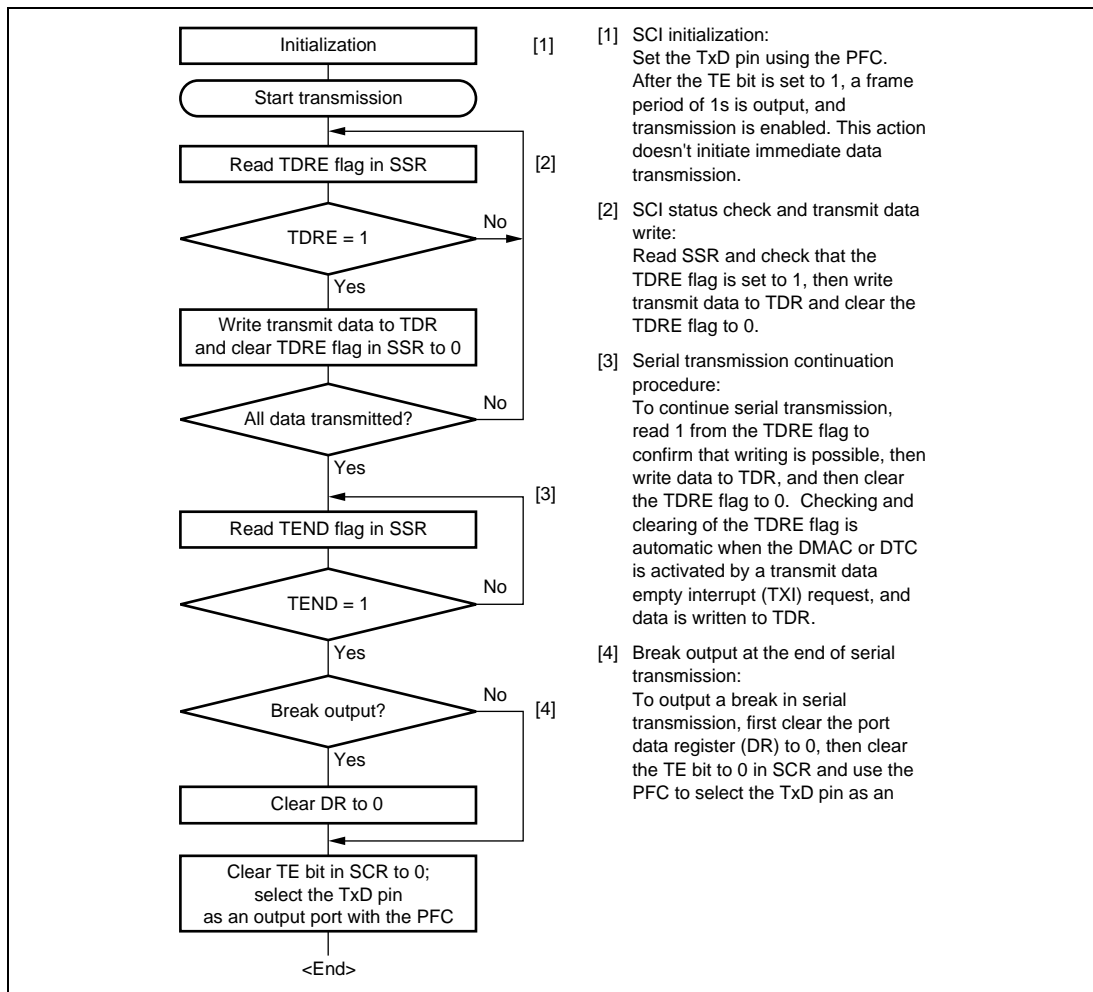 Initialization
[1]
Start transmission
Read TDRE flag in SSR
[2]
TDRE = 1
No
Yes
Write transmit data to TDR
and clear TDRE flag in SSR to 0
All data transmitted?
No
Yes
[3]
Read TEND flag in SSR
TEND = 1
No
Yes
Break output?
No
[4]
Yes
Clear DR to 0
Clear TE bit in SCR to 0;
select the TxD pin
as an output port with the PFC
<End>
[1] SCI initialization:
Set the TxD pin using the PFC.
After the TE bit is set to 1, a frame
period of 1s is output, and
transmission is enabled. This action
doesn't initiate immediate data
transmission.
[2] SCI status check and transmit data
write:
Read SSR and check that the
TDRE flag is set to 1, then write
transmit data to TDR and clear the
TDRE flag to 0.
[3] Serial transmission continuation
procedure:
To continue serial transmission,
read 1 from the TDRE flag to
confirm that writing is possible, then
write data to TDR, and then clear
the TDRE flag to 0.  Checking and
clearing of the TDRE flag is
automatic when the DMAC or DTC
is activated by a transmit data
empty interrupt (TXI) request, and
data is written to TDR.
[4] Break output at the end of serial
transmission:
To output a break in serial
transmission, first clear the port
data register (DR) to 0, then clear
the TE bit to 0 in SCR and use the
PFC to select the TxD pin as an